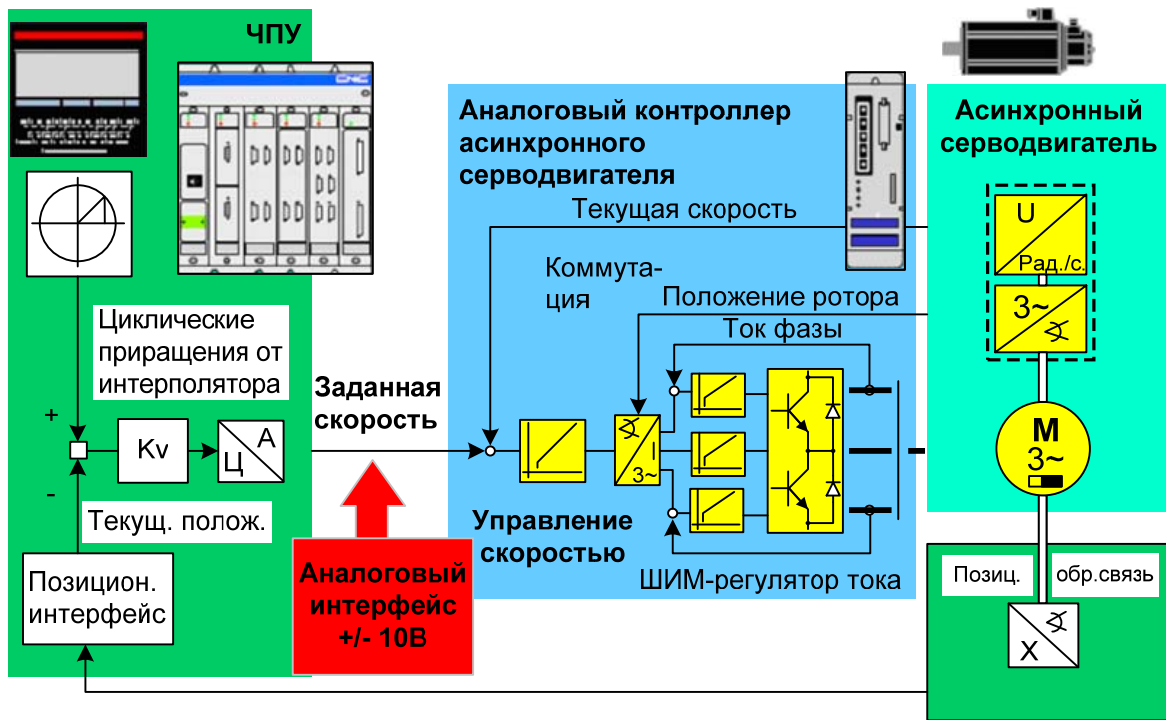 ЧПУ
CNC
Аналоговый контроллер
асинхронного
серводвигателя
Асинхронный
серводвигатель
Текущая скорость
U
Рад./с.
Коммута-
ция
Положение ротора
Ток фазы
3~
Циклические
приращения от
интерполятора
Заданная
скорость
+
Kv
Ц
А
I
3~
М
3~
-
Текущ. полож.
Управление
скоростью
ШИМ-регулятор тока
Аналоговый
интерфейс
+/- 10В
Позицион.
интерфейс
Позиц.
обр.связь
X